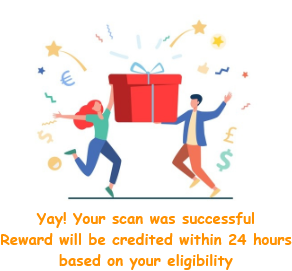 Yay! Your scan was successful
Reward will be credited within 24 hours
based on your eligibility